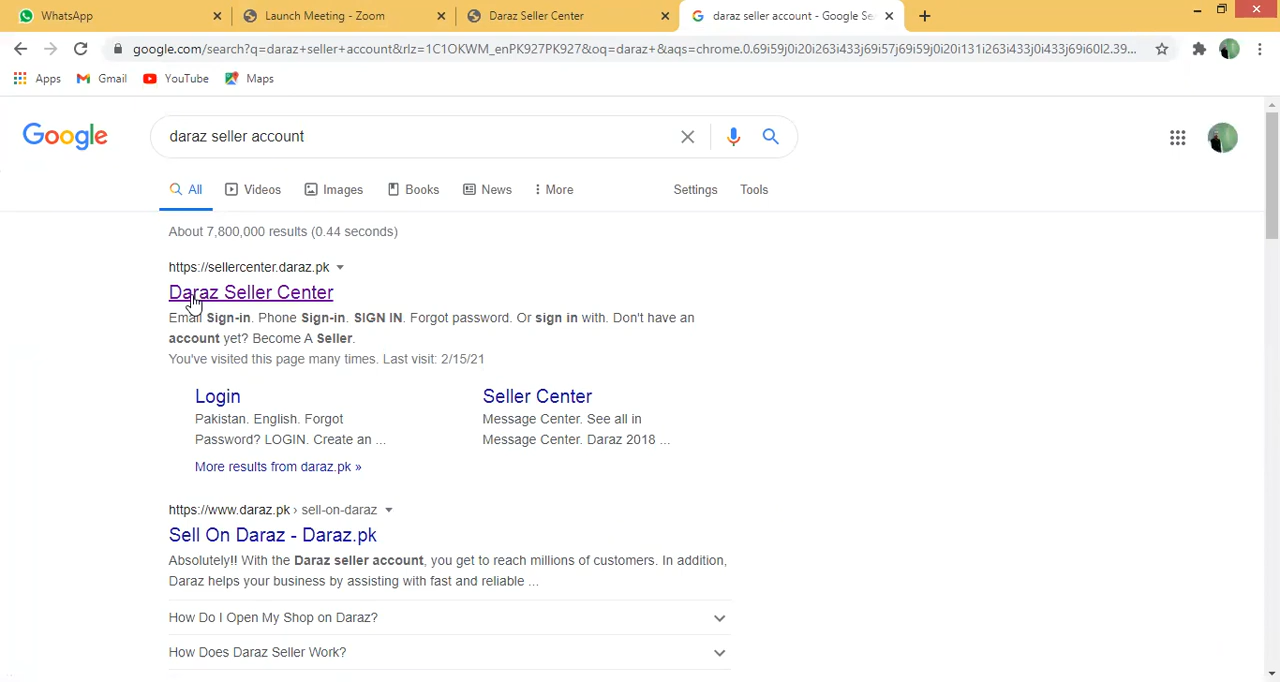 WhatsApp
Launch Meeting - Zoom
Daraz Seller Center
daraz seller account - Google Se
google.com/search?q=daraz+seller+account&rlz=1C1OKWM_enPK927PK927&oq=daraz+&aqs=chrome.0.69i59j0i20i263i433j69i57j69i59j0i20i131i263i433j0i433j69i60l2.39...
Apps
Gmail
YouTube
Maps
Google
daraz seller account
All
Videos
Images
Books
News
More
Settings
Tools
About 7,800,000 results (0.44 seconds)
https://sellercenter.daraz.pk
Daraz Seller Center
Email Sign-in. Phone Sign-in. SIGN IN. Forgot password. Or sign in with. Don't have an
account yet? Become A Seller.
You've visited this page many times. Last visit: 2/15/21
Login
Pakistan. English. Forgot
Password? LOGIN. Create an ...
Seller Center
Message Center. See all in
Message Center. Daraz 2018 ...
More results from daraz.pk »
https://www.daraz.pk › sell-on-daraz
Sell On Daraz - Daraz.pk
Absolutely!! With the Daraz seller account, you get to reach millions of customers. In addition,
Daraz helps your business by assisting with fast and reliable ...
How Do I Open My Shop on Daraz?
How Does Daraz Seller Work?